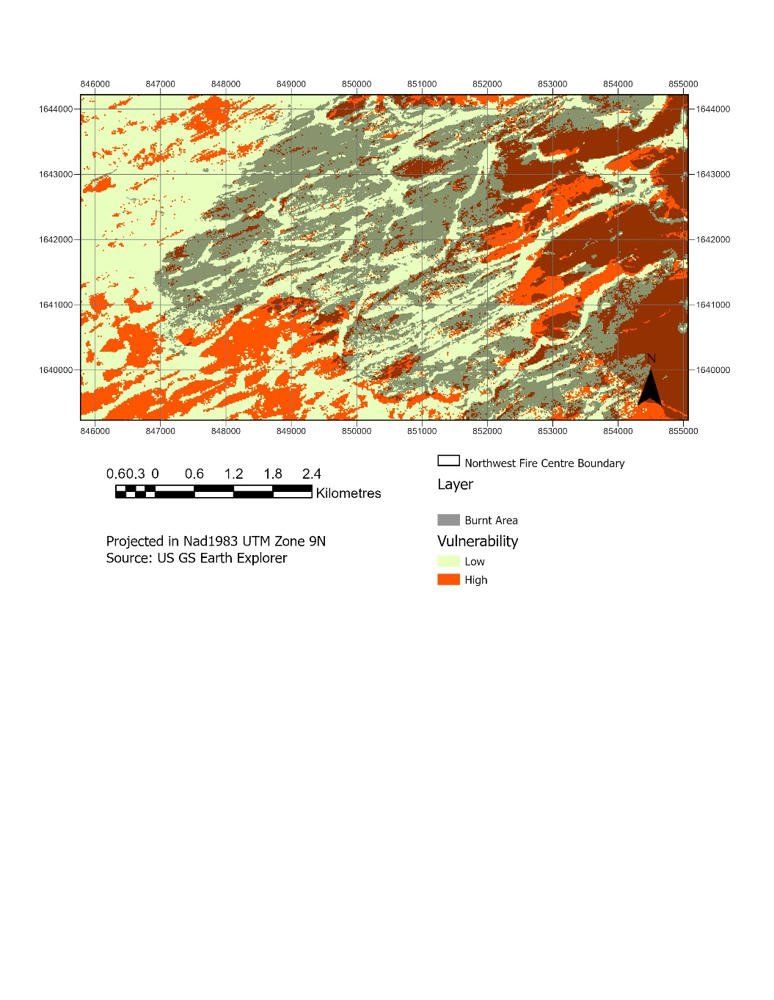 846000 847000 848000 849000 850000 851000 852000 853000 854000 855000
1644000 1644000
1643000 1643000
1642000 1642000
1641000 1641000
1640000 1640000
N
846000 847000 848000 849000 850000 851000 852000 853000 854000 855000
0.60.3 0 0.6 1.2 1.8 2.4
Kilometres
Projected in Nad1983 UTM Zone 9N
Source: US GS Earth Explorer
Northwest Fire Centre Boundary
Layer
Burnt Area
Vulnerability
Low
High